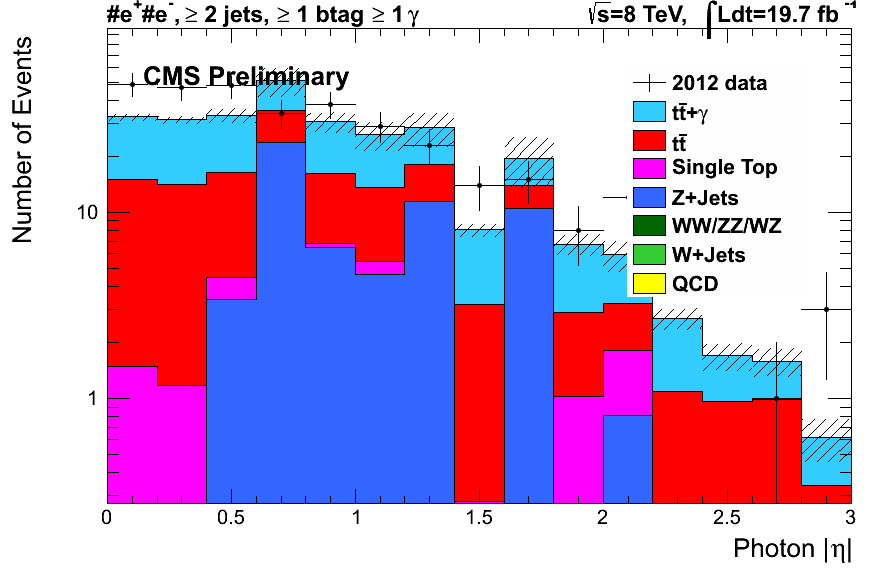 #e⁺#e⁻, ≥ 2 jets, ≥ 1 btag ≥ 1 γ √s=8 TeV, ∫Ldt=19.7 fb⁻¹
CMS Preliminary
2012 data
tt̄+γ
tt̄
Single Top
Z+Jets
WW/ZZ/WZ
W+Jets
QCD
Number of Events
10
1
0 0.5 1 1.5 2 2.5 3
Photon |η|